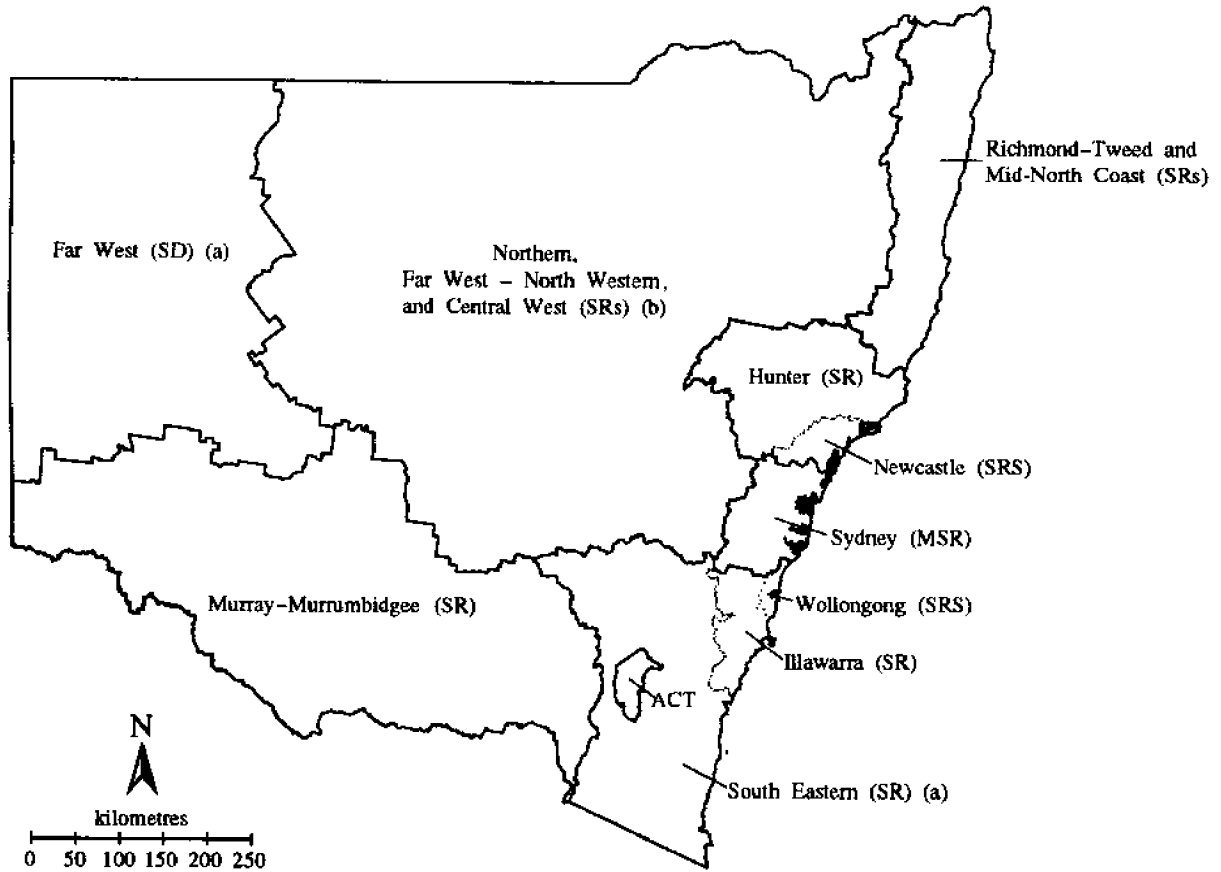 Richmond-Tweed and
Mid-North Coast (SRs)
Far West (SD) (a)
Northern,
Far West - North Western,
and Central West (SRs) (b)
Hunter (SR)
Newcastle (SRS)
Sydney (MSR)
Murray-Murrumbidgee (SR)
Wollongong (SRS)
Illawarra (SR)
ACT
South Eastern (SR) (a)
N
kilometres
0 50 100 150 200 250